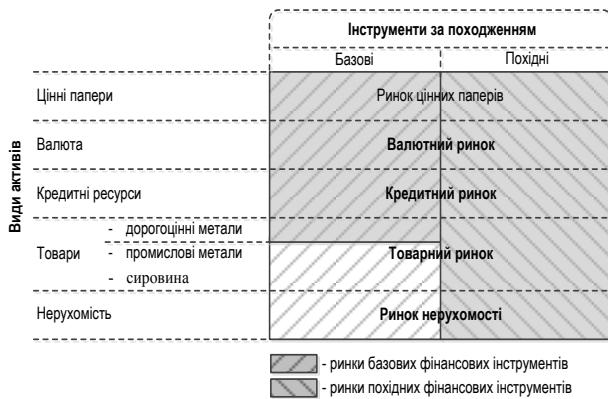 Інструменти за походженням
Базові Похідні
Види активів
Цінні папери Ринок цінних паперів
Валюта Валютний ринок
Кредитні ресурси Кредитний ринок
- дорогоцінні метали
Товари - промислові метали Товарний ринок
- сировина
Нерухомість Ринок нерухомості
- ринки базових фінансових інструментів
- ринки похідних фінансових інструментів